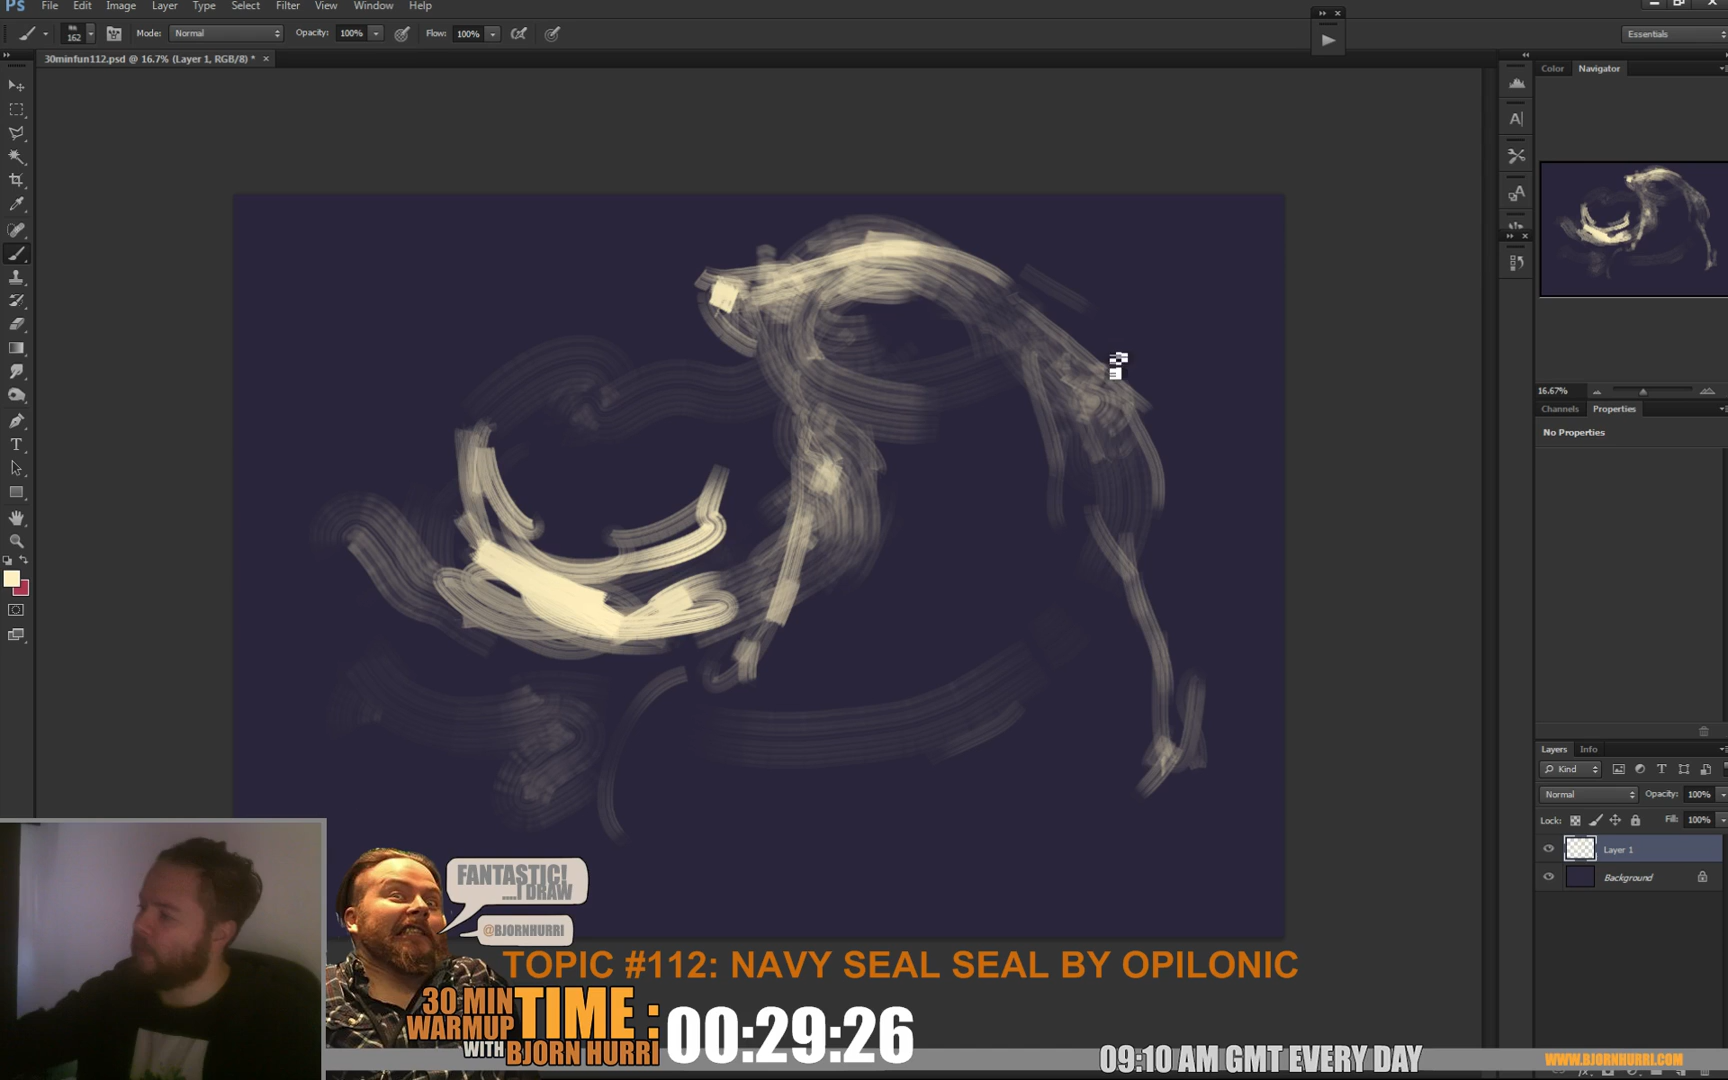 Ps File Edit Image Layer Type Select Filter View Window Help
162 Mode: Normal Opacity: 100% Flow: 100% Essentials
30minfun112.psd @ 16.7% (Layer 1, RGB/8) * ×
Color Navigator
16.67%
Channels Properties
No Properties
Layers Info
Kind
Normal Opacity: 100%
Lock: Fill: 100%
Layer 1
Background
FANTASTIC!
....I DRAW
@BJORNHURRI
TOPIC #112: NAVY SEAL SEAL BY OPILONIC
30 MIN
WARMUP
WITH BJORN HURRI
TIME :
00:29:26
09:10 AM GMT EVERY DAY
WWW.BJORNHURRI.COM